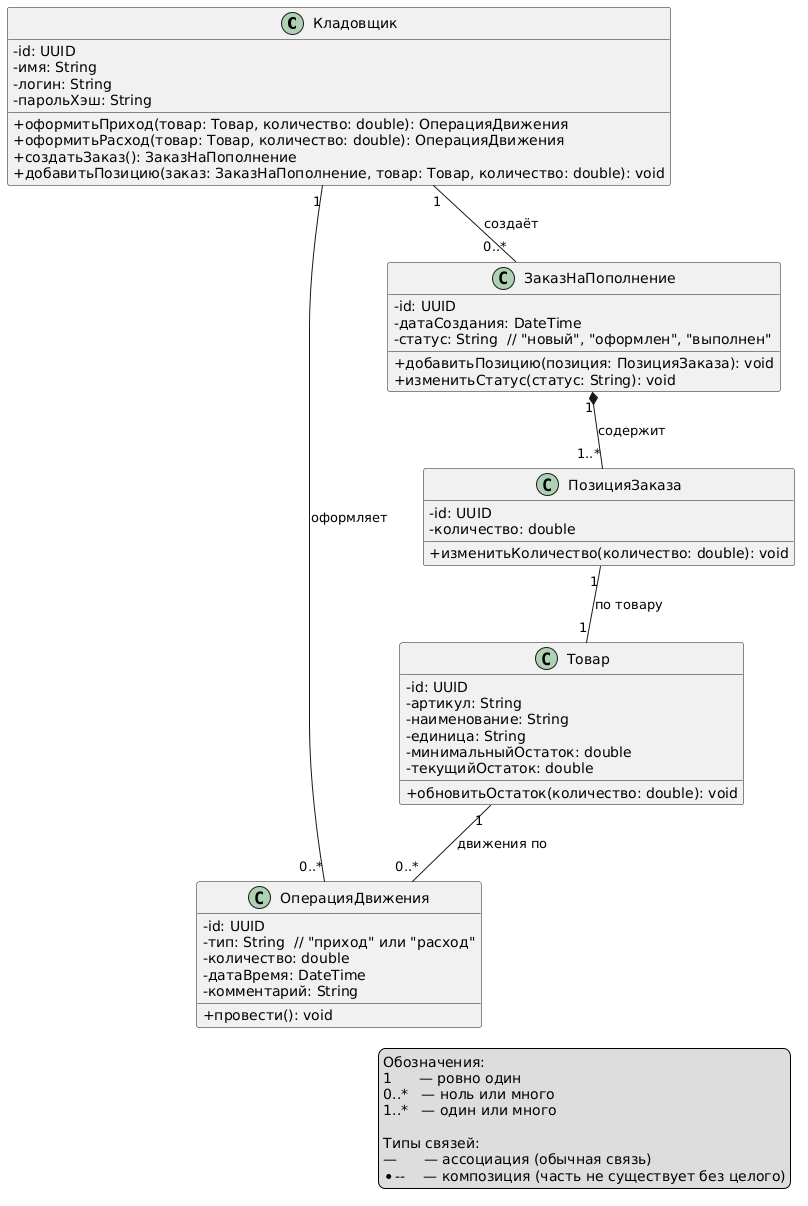 C Кладовщик
-id: UUID
-имя: String
-логин: String
-парольХэш: String
+оформитьПриход(товар: Товар, количество: double): ОперацияДвижения
+оформитьРасход(товар: Товар, количество: double): ОперацияДвижения
+создатьЗаказ(): ЗаказНаПополнение
+добавитьПозицию(заказ: ЗаказНаПополнение, товар: Товар, количество: double): void
1
1
создаёт
0..*
C ЗаказНаПополнение
-id: UUID
-датаСоздания: DateTime
-статус: String  // "новый", "оформлен", "выполнен"
+добавитьПозицию(позиция: ПозицияЗаказа): void
+изменитьСтатус(статус: String): void
1
содержит
1..*
C ПозицияЗаказа
-id: UUID
-количество: double
+изменитьКоличество(количество: double): void
оформляет
1
по товару
1
C Товар
-id: UUID
-артикул: String
-наименование: String
-единица: String
-минимальныйОстаток: double
-текущийОстаток: double
+обновитьОстаток(количество: double): void
1
движения по
0..*
0..*
C ОперацияДвижения
-id: UUID
-тип: String  // "приход" или "расход"
-количество: double
-датаВремя: DateTime
-комментарий: String
+провести(): void
Обозначения:
1 — ровно один
0..* — ноль или много
1..* — один или много
Типы связей:
— — ассоциация (обычная связь)
•-- — композиция (часть не существует без целого)